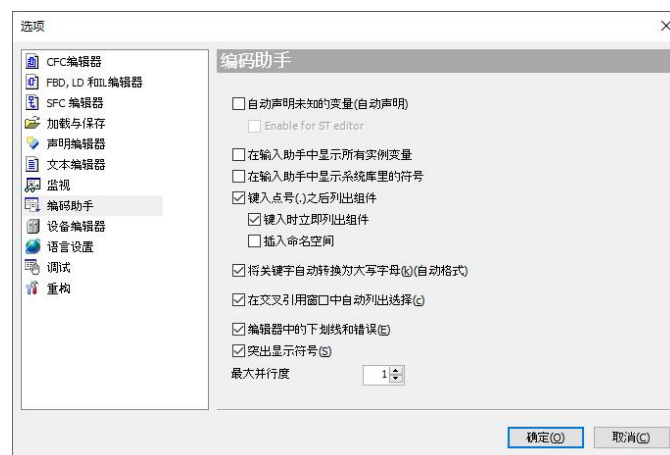 选项
CFC编辑器
FBD, LD 和IL编辑器
SFC 编辑器
加载与保存
声明编辑器
文本编辑器
监视
编码助手
设备编辑器
语言设置
调试
重构
编码助手
自动声明未知的变量(自动声明)
Enable for ST editor
在输入助手中显示所有实例变量
在输入助手中显示系统库里的符号
键入点号(.)之后列出组件
键入时立即列出组件
插入命名空间
将关键字自动转换为大写字母(k)(自动格式)
在交叉引用窗口中自动列出选择(c)
编辑器中的下划线和错误(E)
突出显示符号(S)
最大并行度
1
确定(O)
取消(C)